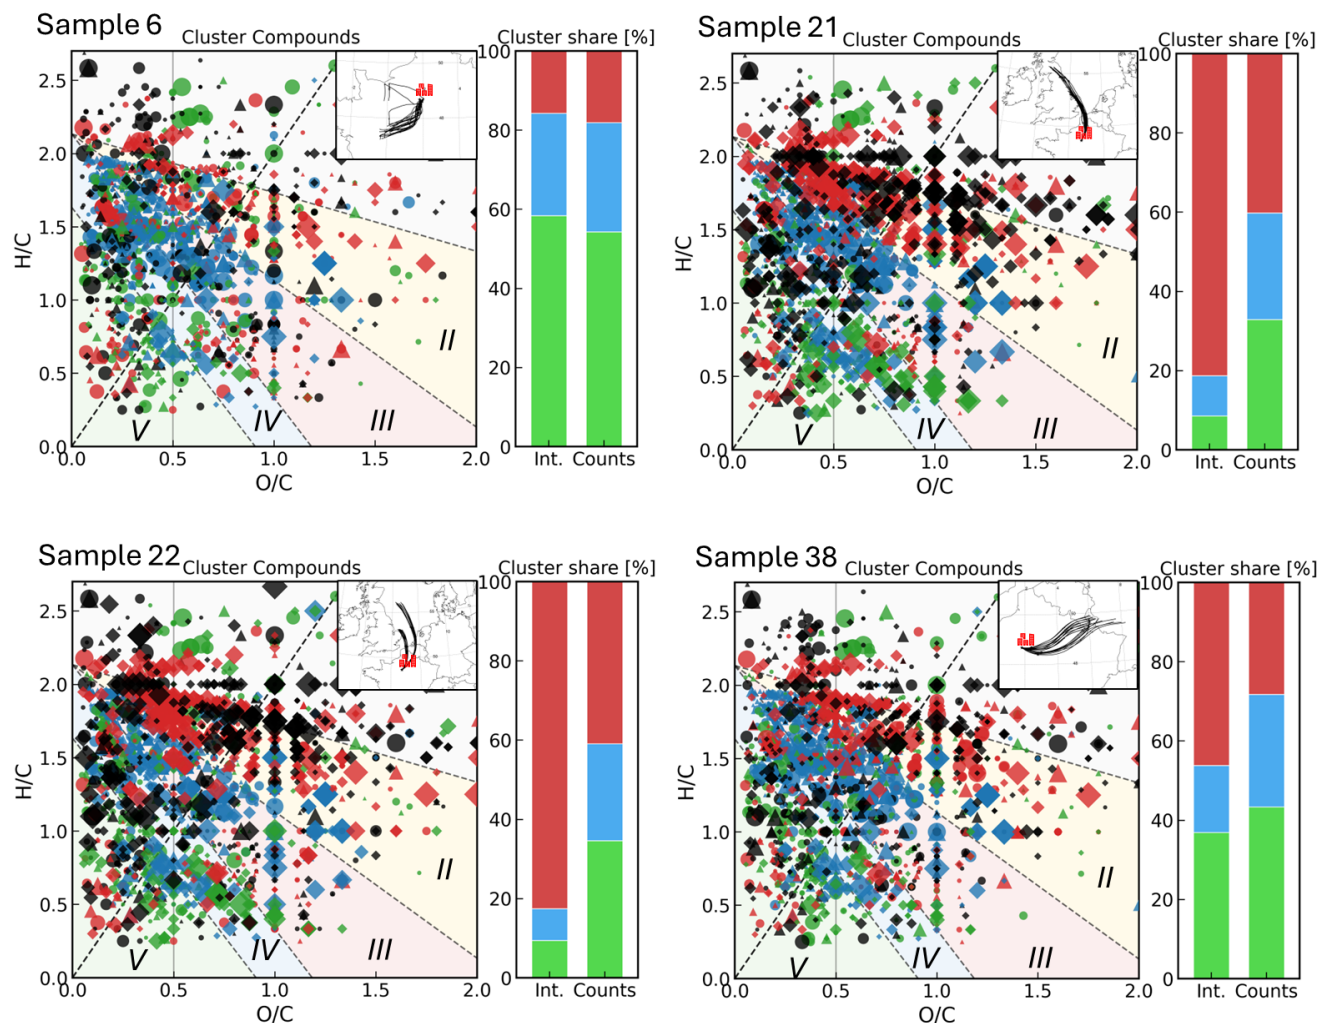 Sample 6
Cluster Compounds
Cluster share [%]
H/C
2.5
2.0
1.5
1.0
0.5
0.0
0.0 0.5 1.0 1.5 2.0
O/C
II
III
IV
V
100
80
60
40
20
0
Int. Counts
Sample 21
Cluster Compounds
Cluster share [%]
H/C
2.5
2.0
1.5
1.0
0.5
0.0
0.0 0.5 1.0 1.5 2.0
O/C
II
III
IV
V
100
80
60
40
20
0
Int. Counts
Sample 22
Cluster Compounds
Cluster share [%]
H/C
2.5
2.0
1.5
1.0
0.5
0.0
0.0 0.5 1.0 1.5 2.0
O/C
II
III
IV
V
100
80
60
40
20
0
Int. Counts
Sample 38
Cluster Compounds
Cluster share [%]
H/C
2.5
2.0
1.5
1.0
0.5
0.0
0.0 0.5 1.0 1.5 2.0
O/C
II
III
IV
V
100
80
60
40
20
0
Int. Counts